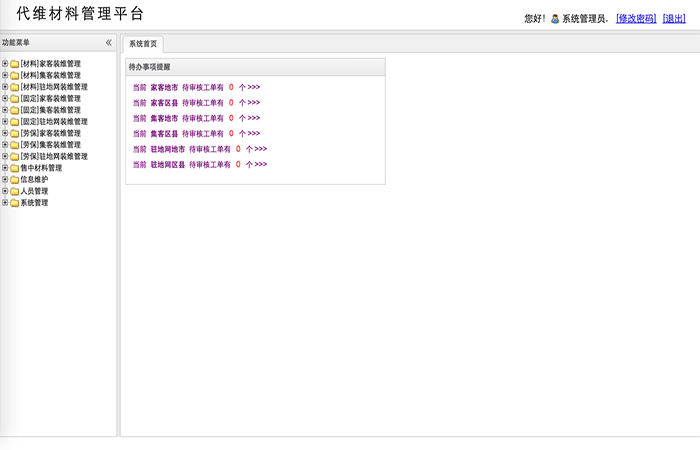 代维材料管理平台
您好! 系统管理员. [修改密码] [退出]
功能菜单
系统首页
待办事项提醒
[材料]家客装维管理
[材料]集客装维管理
[材料]驻地网装维管理
[固定]家客装维管理
[固定]集客装维管理
[固定]驻地网装维管理
[劳保]家客装维管理
[劳保]集客装维管理
[劳保]驻地网装维管理
售中材料管理
信息维护
人员管理
系统管理
当前 家客地市 待审核工单有 0 个 >>>
当前 家客区县 待审核工单有 0 个 >>>
当前 集客地市 待审核工单有 0 个 >>>
当前 集客区县 待审核工单有 0 个 >>>
当前 驻地网地市 待审核工单有 0 个 >>>
当前 驻地网区县 待审核工单有 0 个 >>>